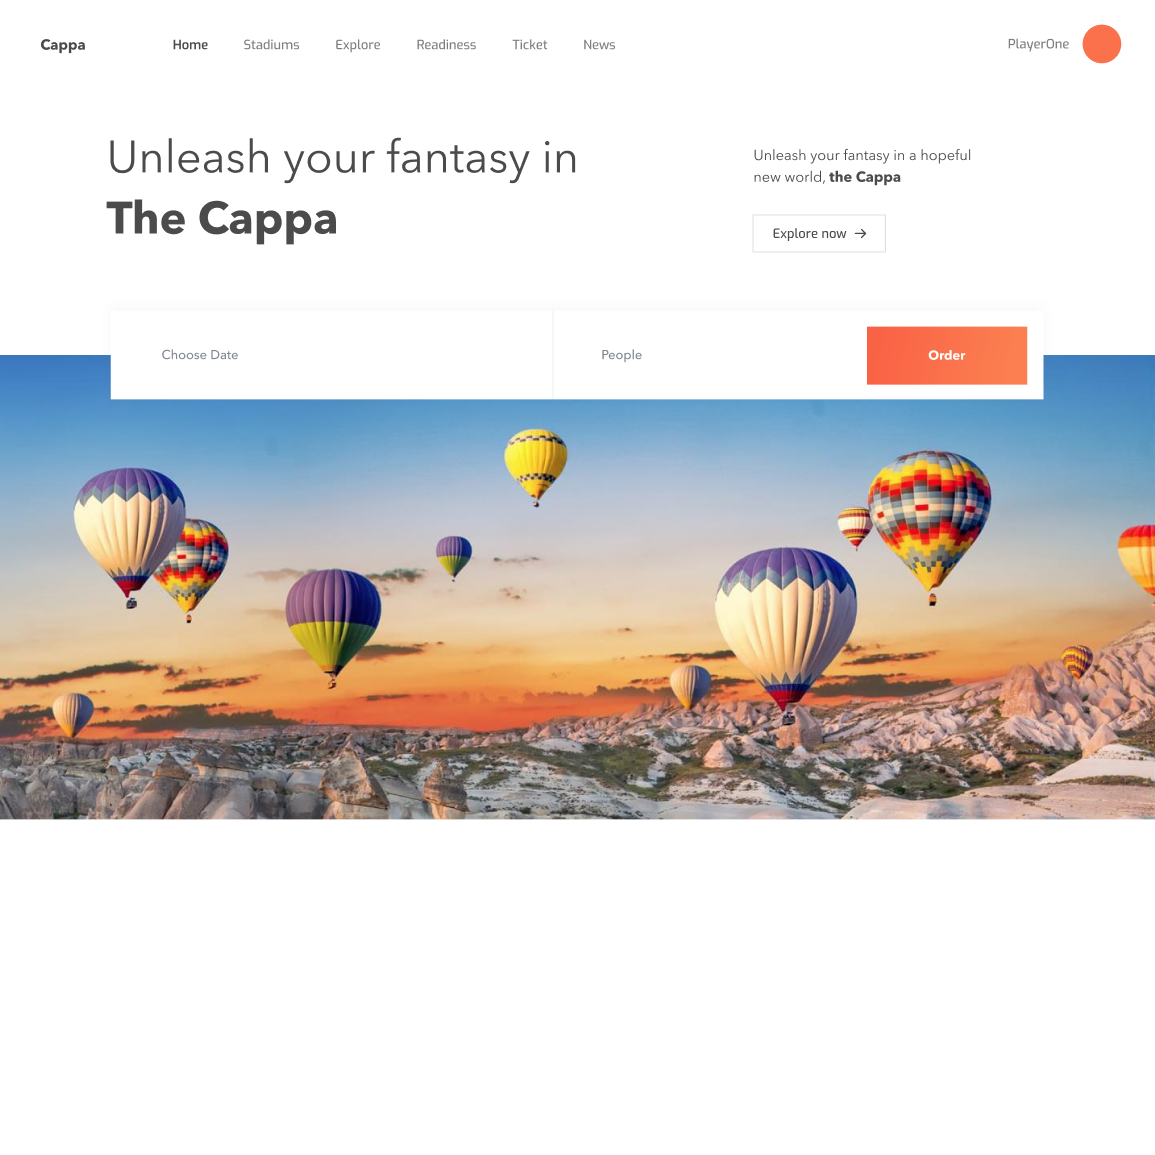 Cappa
Home
Stadiums
Explore
Readiness
Ticket
News
PlayerOne
Unleash your fantasy in
The Cappa
Unleash your fantasy in a hopeful
new world, the Cappa
Explore now →
Choose Date
People
Order